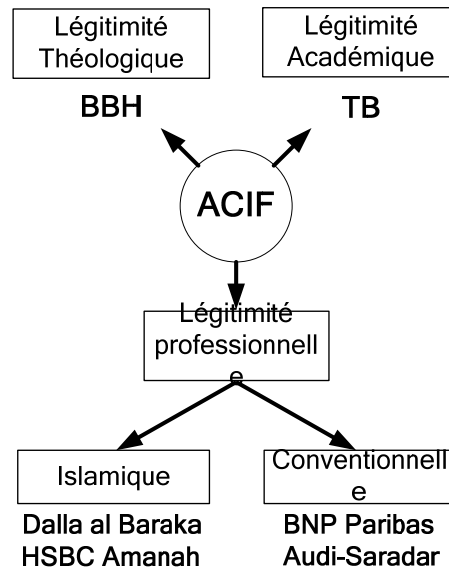 Légitimité
Théologique
Légitimité
Académique
BBH
TB
ACIF
Légitimité
professionnell
e
Islamique
Conventionnell
e
Dalla al Baraka
HSBC Amanah
BNP Paribas
Audi-Saradar